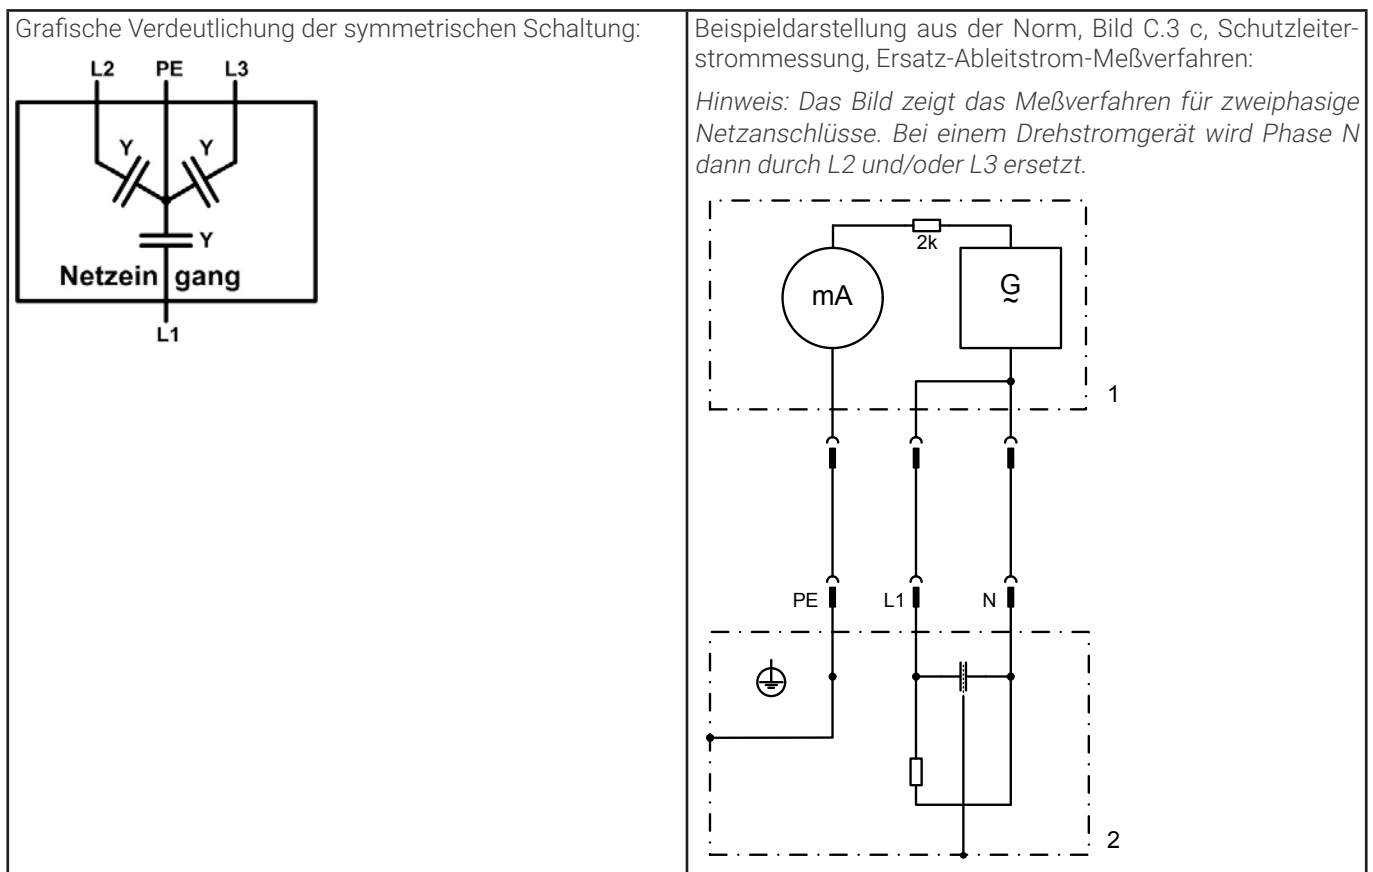 Grafische Verdeutlichung der symmetrischen Schaltung:
L2 PE L3
Y Y
Y
Netzein gang
L1
Beispieldarstellung aus der Norm, Bild C.3 c, Schutzleiter-
strommessung, Ersatz-Ableitstrom-Meßverfahren:
Hinweis: Das Bild zeigt das Meßverfahren für zweiphasige
Netzanschlüsse. Bei einem Drehstromgerät wird Phase N
dann durch L2 und/oder L3 ersetzt.
2k
mA G
~
1
PE L1 N
2